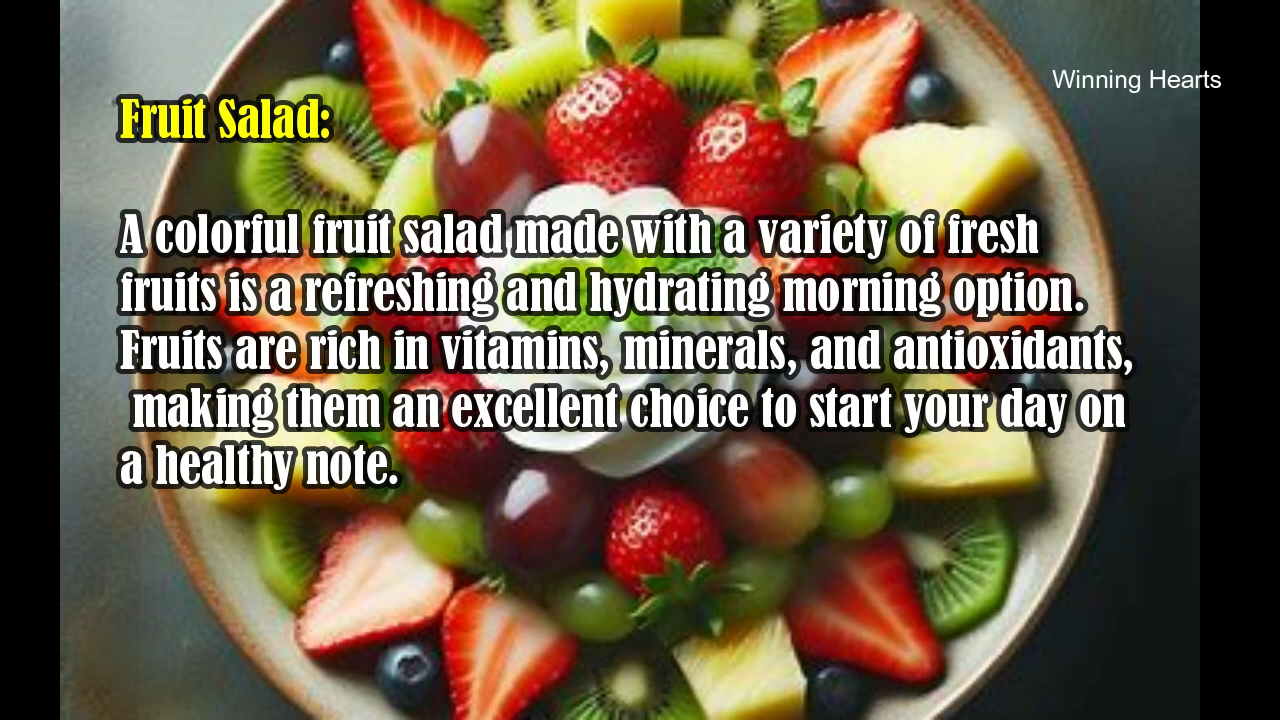 Winning Hearts
Fruit Salad:
A colorful fruit salad made with a variety of fresh
fruits is a refreshing and hydrating morning option.
Fruits are rich in vitamins, minerals, and antioxidants,
making them an excellent choice to start your day on
a healthy note.